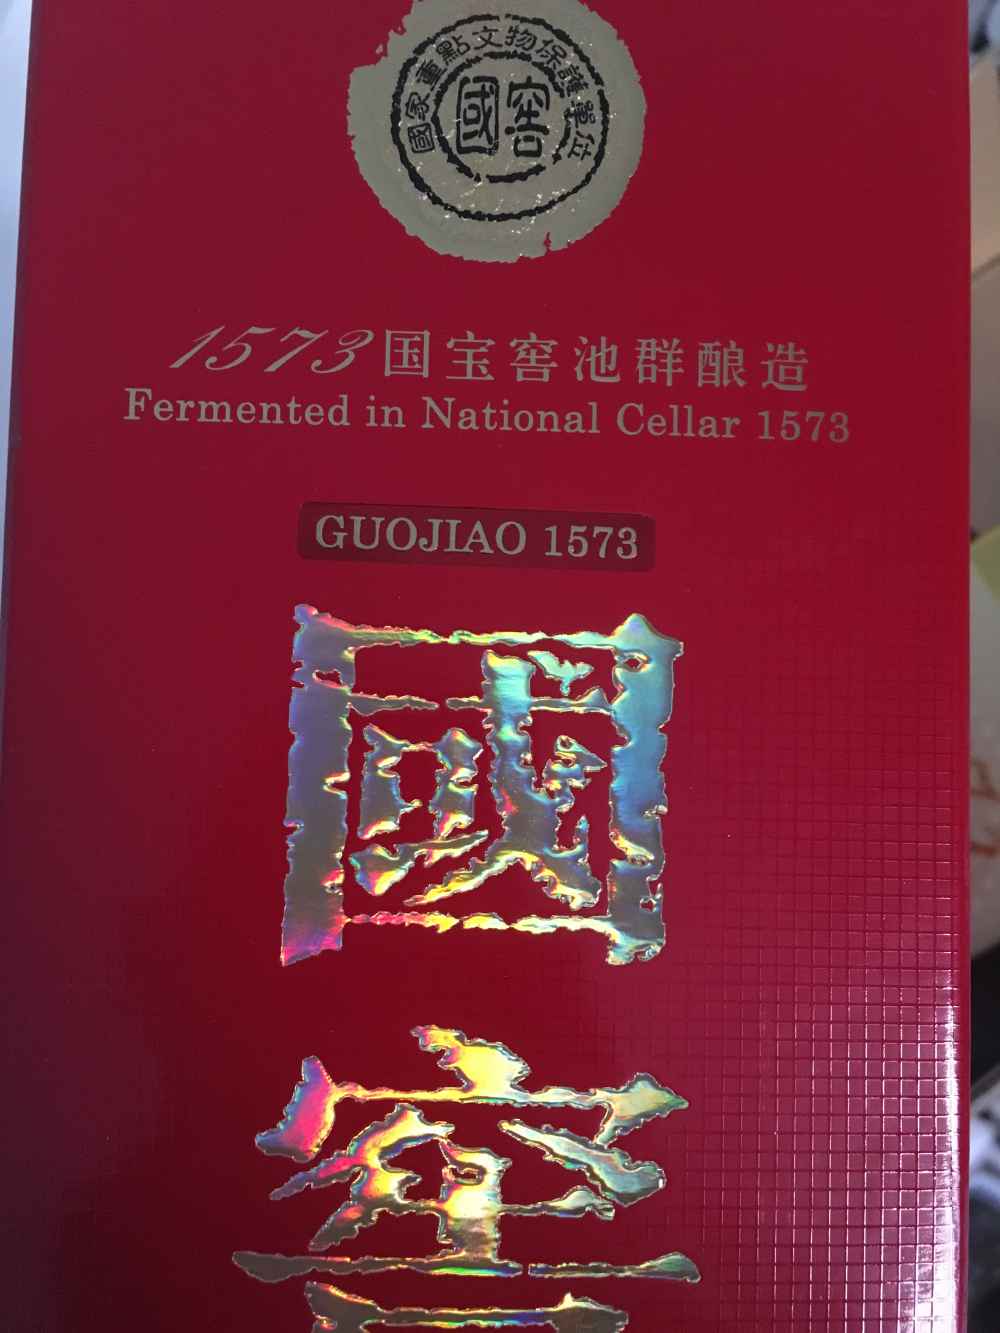 國家重點文物保護單位
國窖
1573国宝窖池群酿造
Fermented in National Cellar 1573
GUOJIAO 1573
國
窖